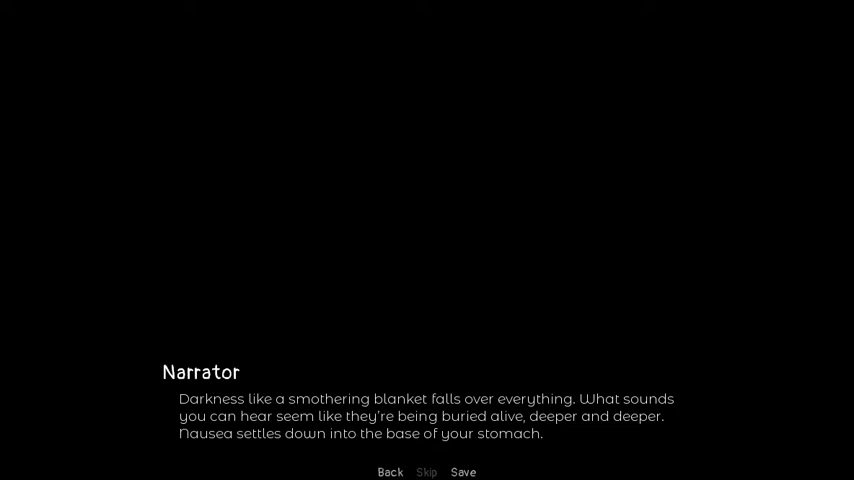 Narrator
Darkness like a smothering blanket falls over everything. What sounds
you can hear seem like they're being buried alive, deeper and deeper.
Nausea settles down into the base of your stomach.
Back Skip Save